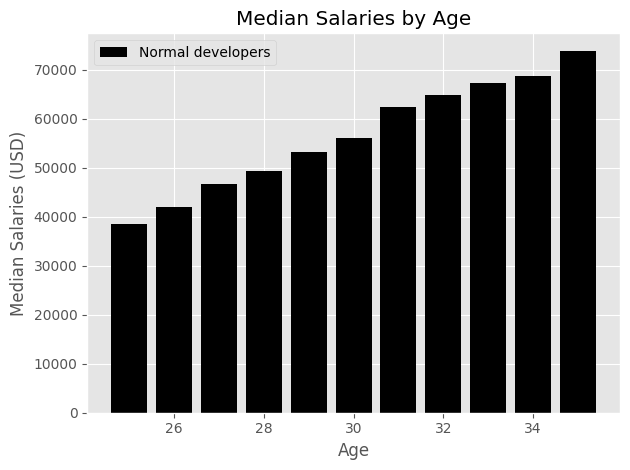 Median Salaries by Age
Normal developers
70000
60000
50000
40000
30000
20000
10000
0
Median Salaries (USD)
26 28 30 32 34
Age